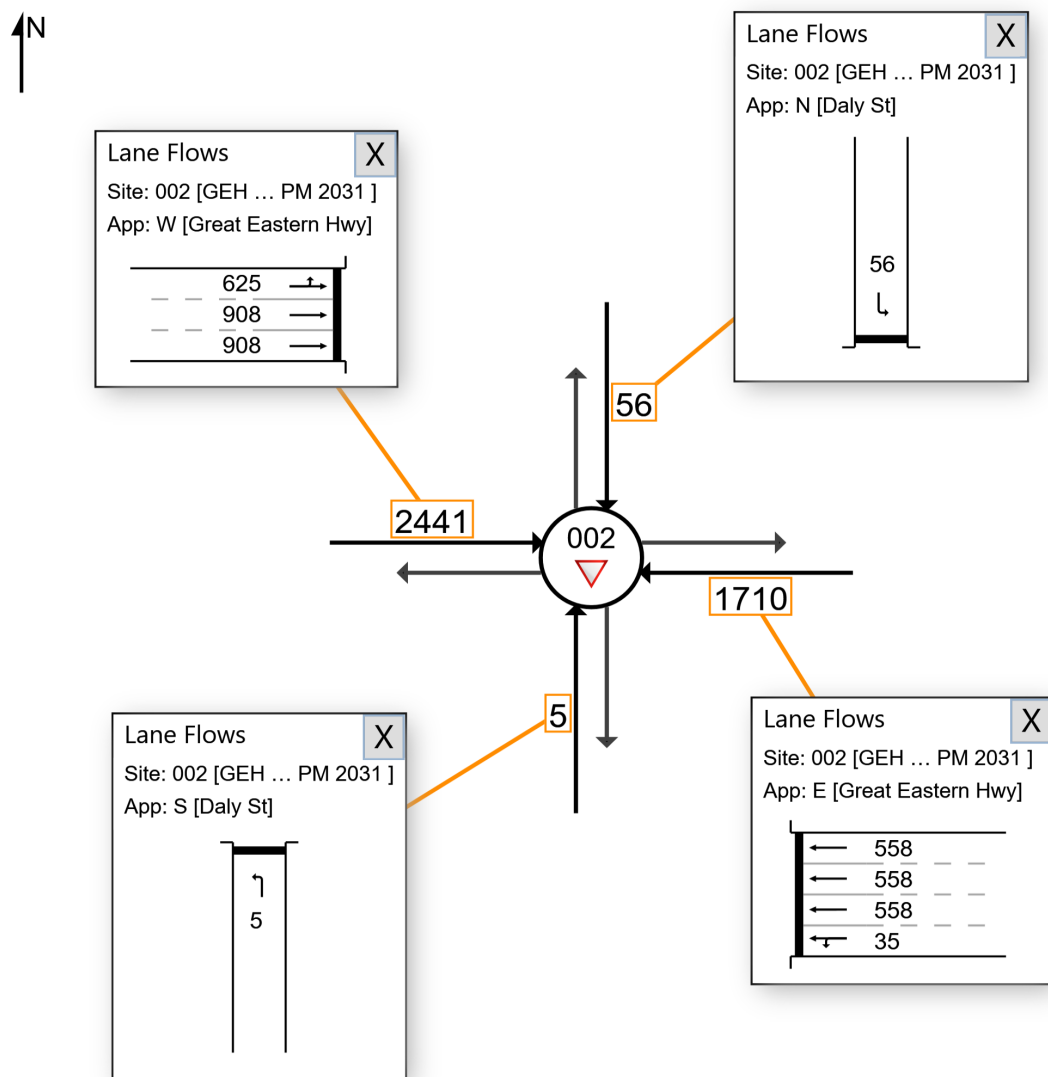 N
Lane Flows
X
Site: 002 [GEH ... PM 2031 ]
App: N [Daly St]
56
Lane Flows
X
Site: 002 [GEH ... PM 2031 ]
App: W [Great Eastern Hwy]
625
908
908
56
2441
002
1710
5
Lane Flows
X
Site: 002 [GEH ... PM 2031 ]
App: S [Daly St]
5
Lane Flows
X
Site: 002 [GEH ... PM 2031 ]
App: E [Great Eastern Hwy]
558
558
558
35